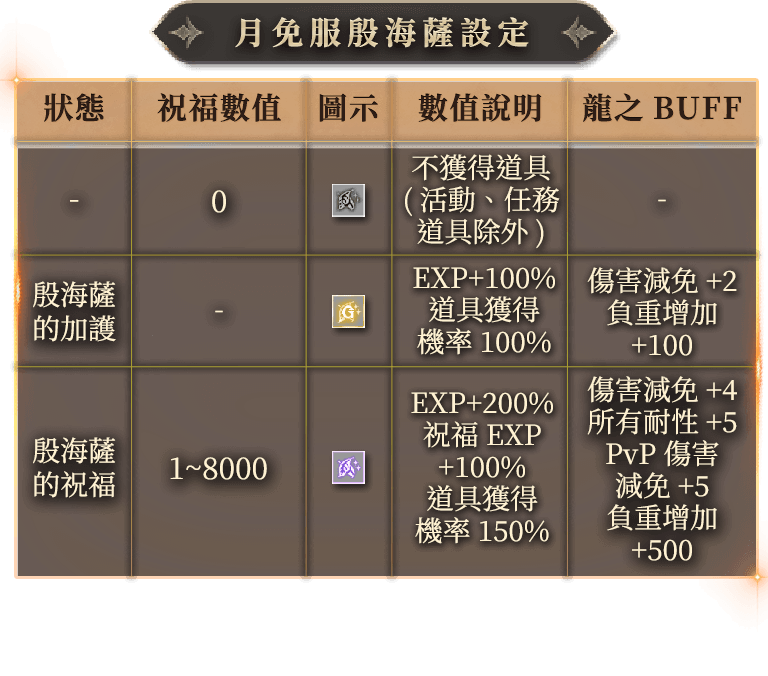 月免服殷海薩設定
狀態 祝福數值 圖示 數值說明 龍之 BUFF
- 0 不獲得道具 -
( 活動、任務
道具除外 )
殷海薩
的加護
-
G
EXP+100%
道具獲得
機率 100%
傷害減免 +2
負重增加
+100
殷海薩
的祝福
1~8000
EXP+200%
祝福 EXP
+100%
道具獲得
機率 150%
傷害減免 +4
所有耐性 +5
PvP 傷害
減免 +5
負重增加
+500